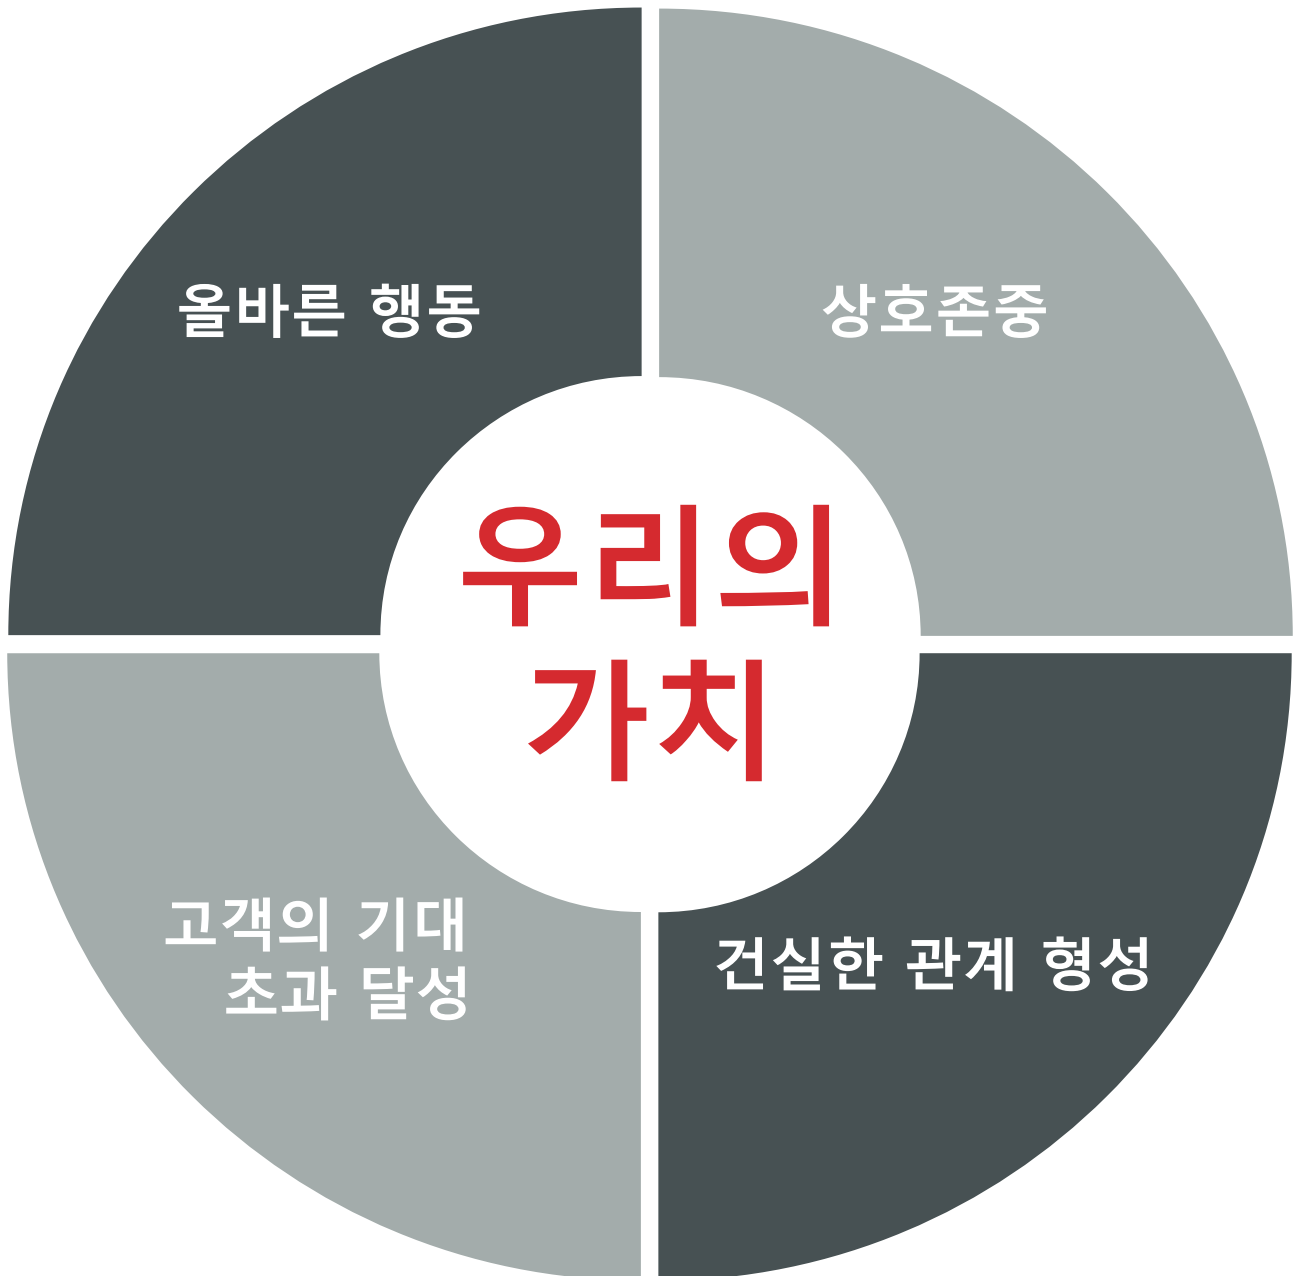 올바른 행동
상호존중
우리의
가치
고객의 기대
초과 달성
건실한 관계 형성